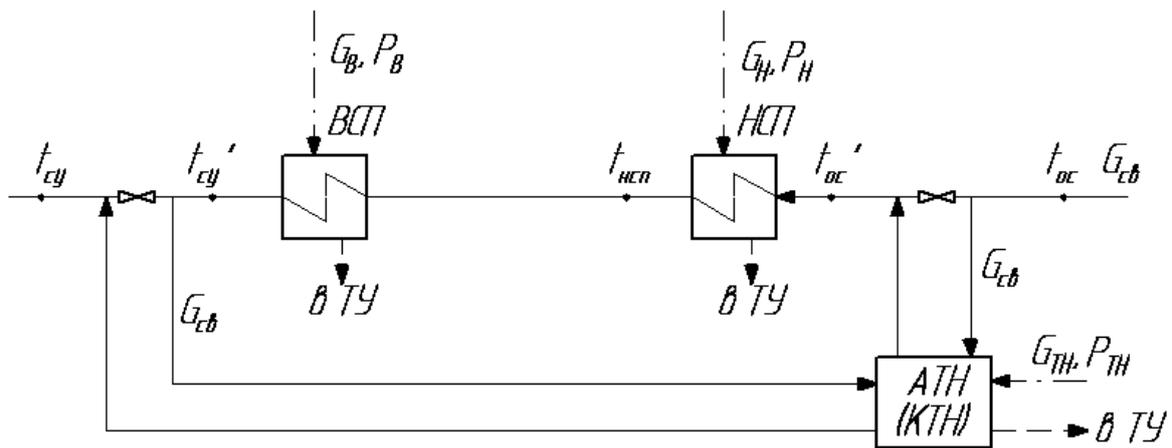 G_В, P_В
G_Н, P_Н
ВСП
НСП
t_су
t_су'
t_нсп
t_ос'
t_ос
G_св
в ТУ
в ТУ
G_св
G_св
G_ТН, P_ТН
АТН
(КТН)
в ТУ